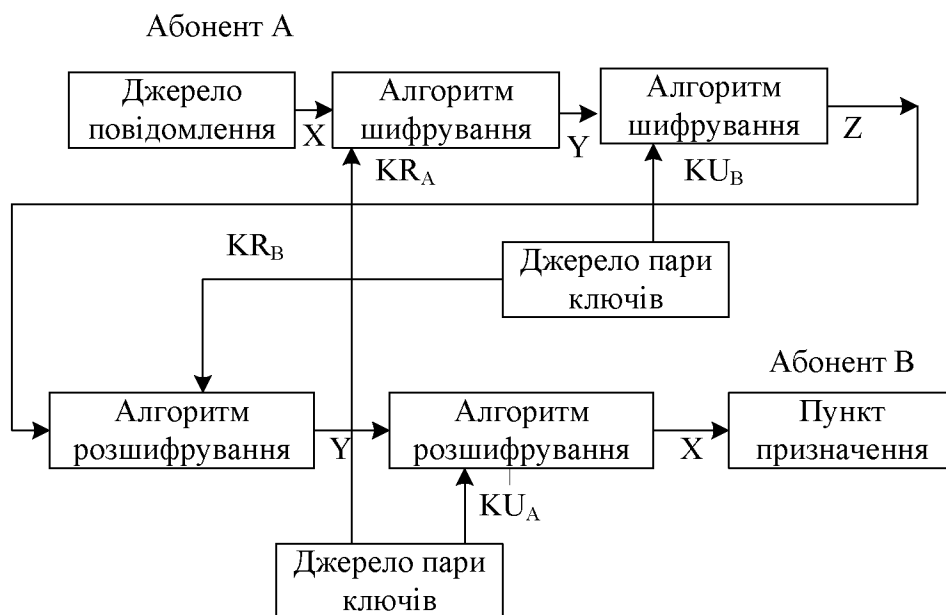 Абонент А
Джерело
повідомлення
X
Алгоритм
шифрування
Y
Алгоритм
шифрування
Z
KR_A
KU_B
KR_B
Джерело пари
ключів
Абонент В
Алгоритм
розшифрування
Y
Алгоритм
розшифрування
X
Пункт
призначення
KU_A
Джерело пари
ключів